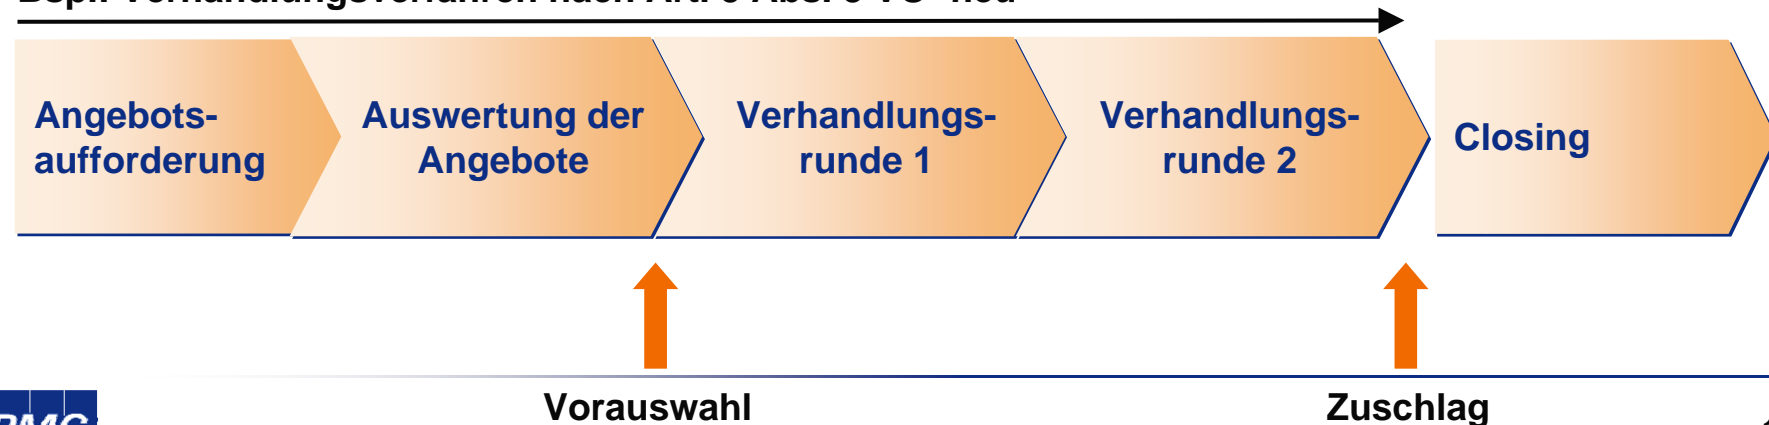 Angebots-
aufforderung
Auswertung der
Angebote
Verhandlungs-
runde 1
Verhandlungs-
runde 2
Closing
Vorauswahl
Zuschlag